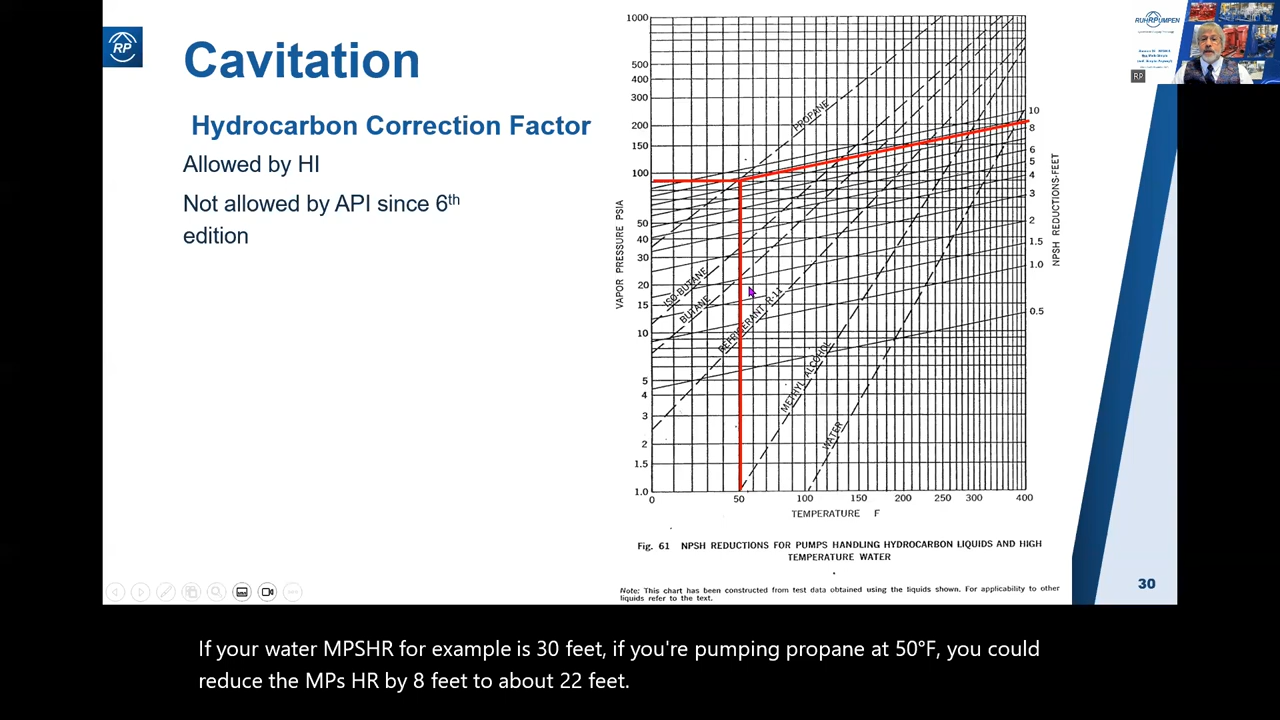 RP
Cavitation
Hydrocarbon Correction Factor
Allowed by HI
Not allowed by API since 6th
edition
1000
500
400
300
200
150
100
50
40
30
20
15
10
5
4
3
2
1.5
1.0
VAPOR PRESSURE PSIA
PROPANE
ISO-BUTANE
BUTANE
REFRIGERANT R-11
METHYL ALCOHOL
WATER
10
8
6
5
4
3
2
1.5
1.0
0.5
NPSH REDUCTIONS-FEET
0 50 100 150 200 250 300 400
TEMPERATURE F
Fig. 61 NPSH REDUCTIONS FOR PUMPS HANDLING HYDROCARBON LIQUIDS AND HIGH
TEMPERATURE WATER
Note: This chart has been constructed from test data obtained using the liquids shown. For applicability to other
liquids refer to the text.
30
RUHRPUMPEN
RP
If your water MPSHR for example is 30 feet, if you're pumping propane at 50°F, you could
reduce the MPs HR by 8 feet to about 22 feet.